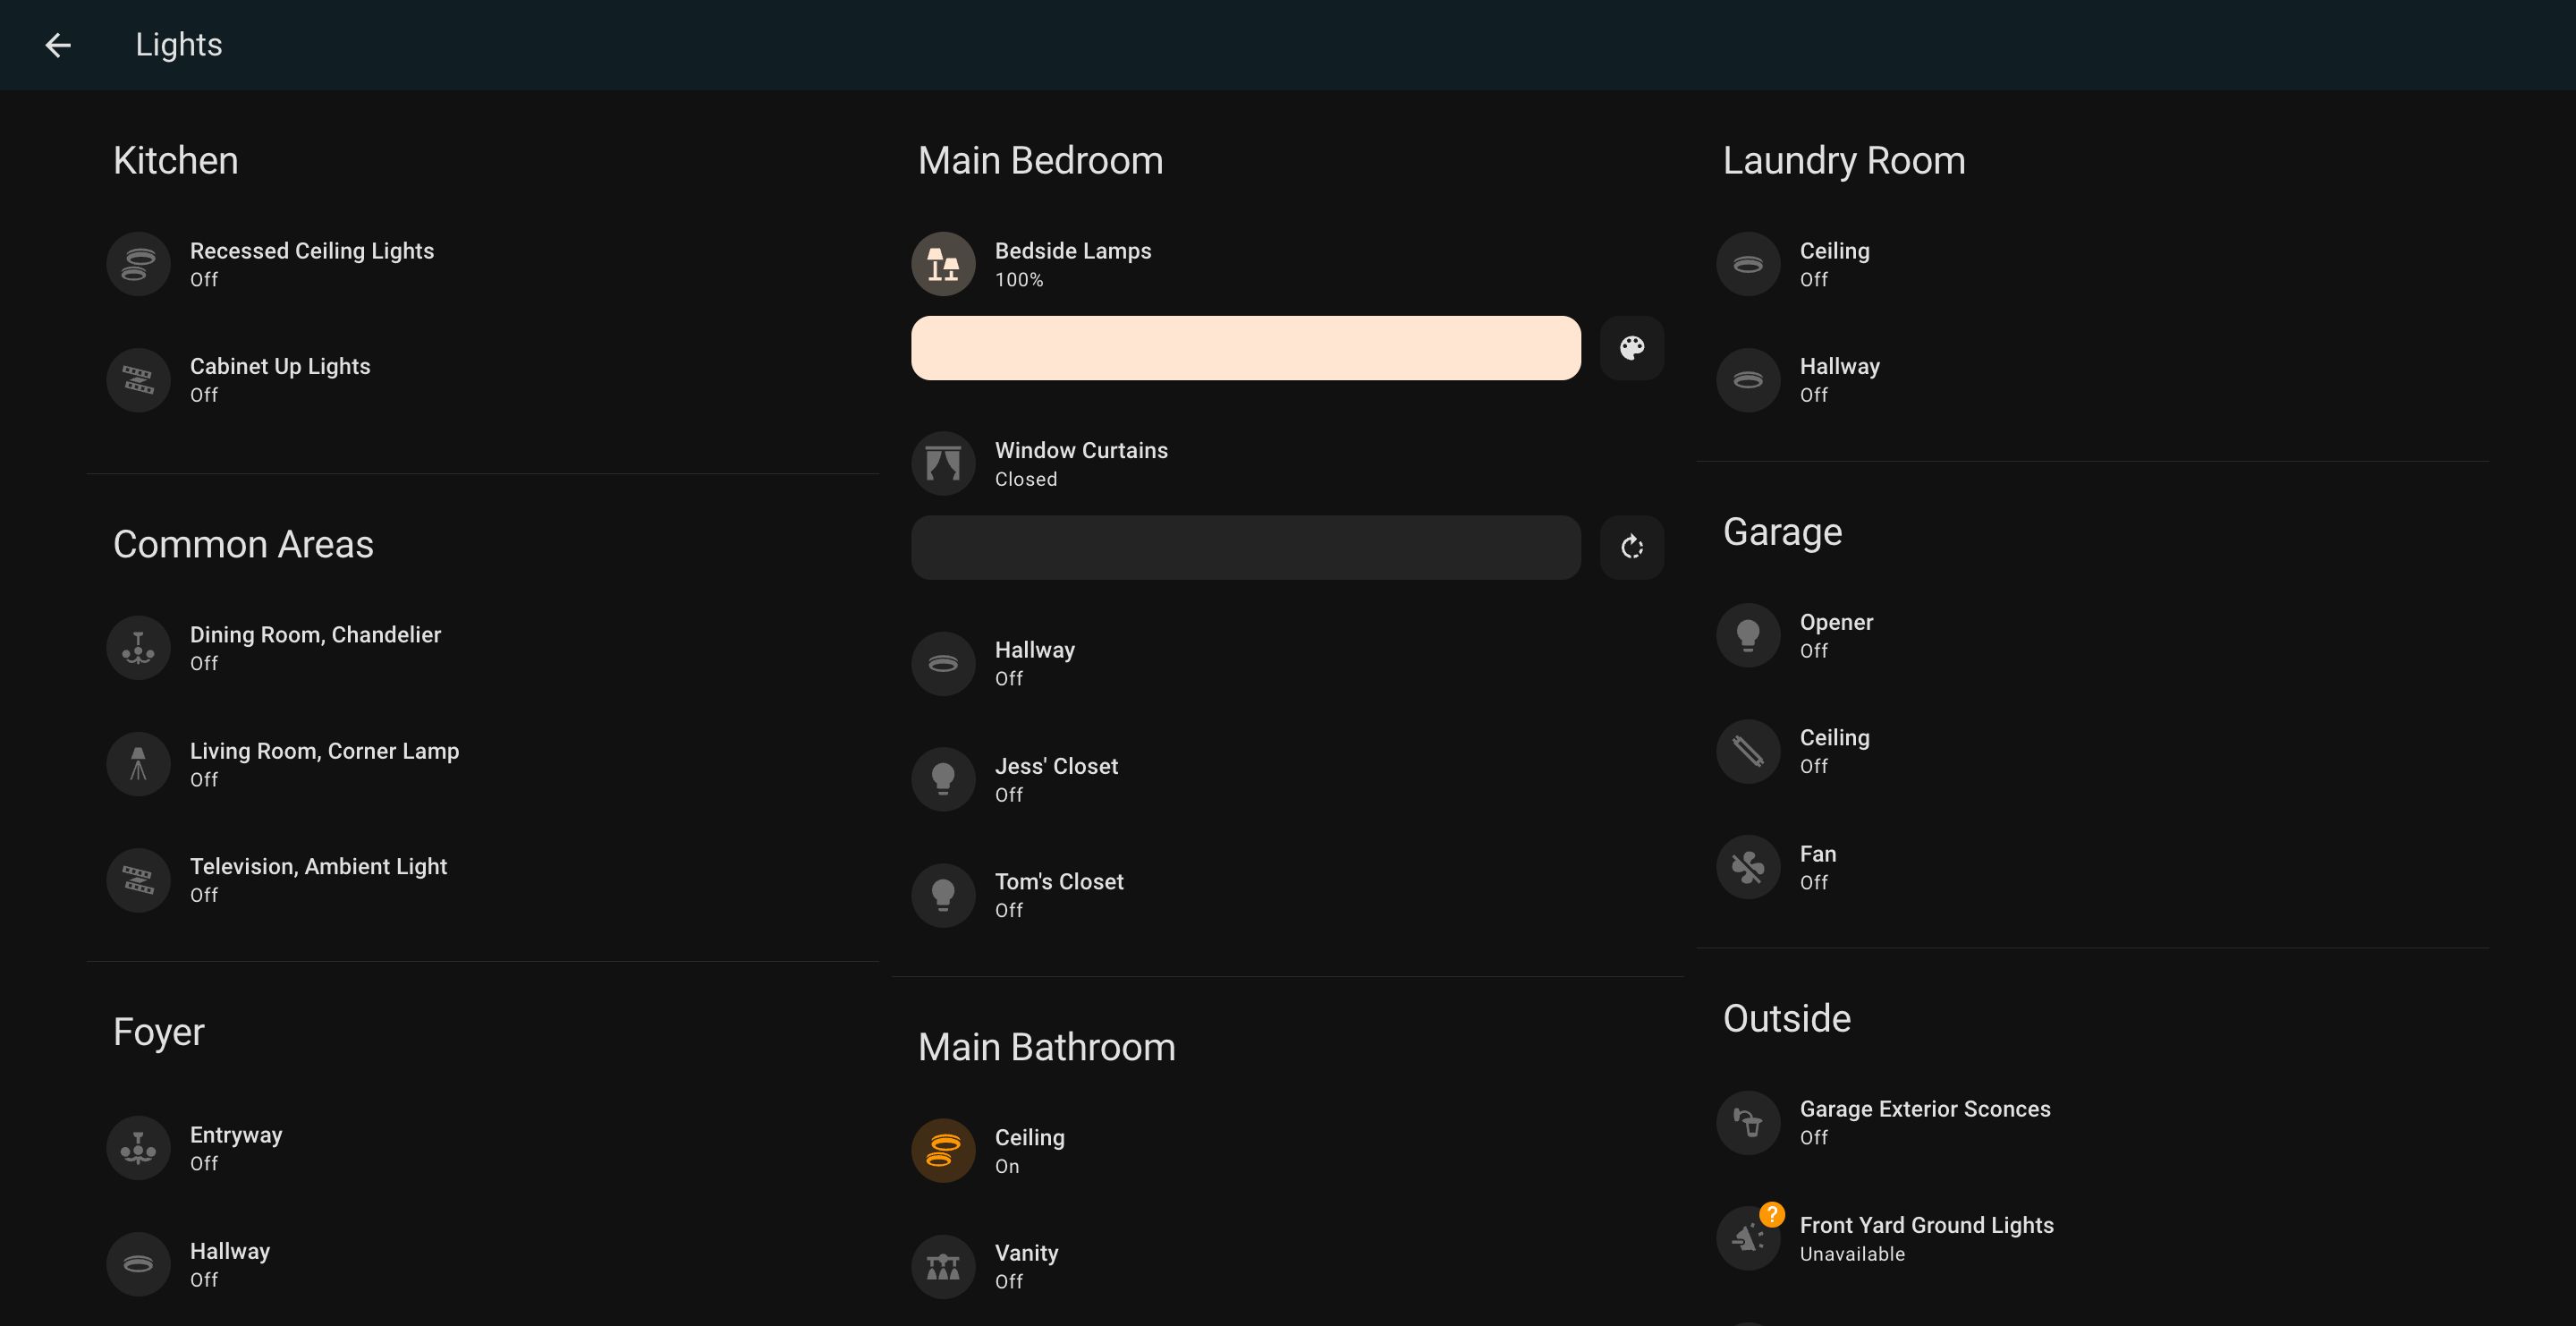 Lights
Kitchen
Recessed Ceiling Lights
Off
Cabinet Up Lights
Off
Common Areas
Dining Room, Chandelier
Off
Living Room, Corner Lamp
Off
Television, Ambient Light
Off
Foyer
Entryway
Off
Hallway
Off
Main Bedroom
Bedside Lamps
100%
Window Curtains
Closed
Hallway
Off
Jess' Closet
Off
Tom's Closet
Off
Main Bathroom
Ceiling
On
Vanity
Off
Laundry Room
Ceiling
Off
Hallway
Off
Garage
Opener
Off
Ceiling
Off
Fan
Off
Outside
Garage Exterior Sconces
Off
?
Front Yard Ground Lights
Unavailable